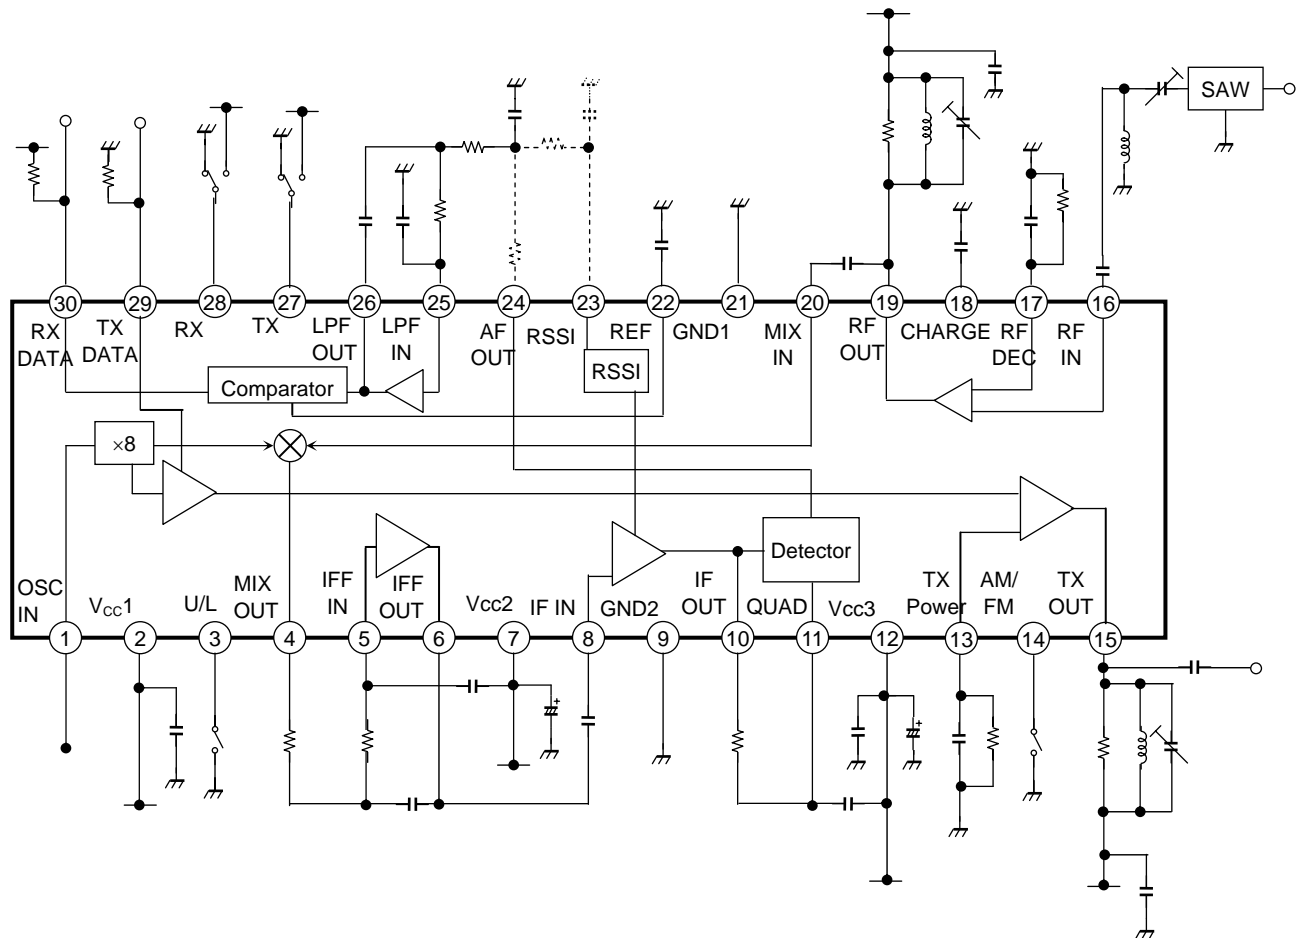 SAW
30 29 28 27 26 25 24 23 22 21 20 19 18 17 16
RX
DATA
TX
DATA
RX
TX
LPF
OUT
LPF
IN
AF
OUT
RSSI
REF
GND1
MIX
IN
RF
OUT
CHARGE
RF
DEC
RF
IN
RSSI
Comparator
×8
Detector
OSC
IN
VCC1
U/L
MIX
OUT
IFF
IN
IFF
OUT
Vcc2
IF IN
GND2
IF
OUT
QUAD
Vcc3
TX
Power
AM/
FM
TX
OUT
1 2 3 4 5 6 7 8 9 10 11 12 13 14 15
+
+